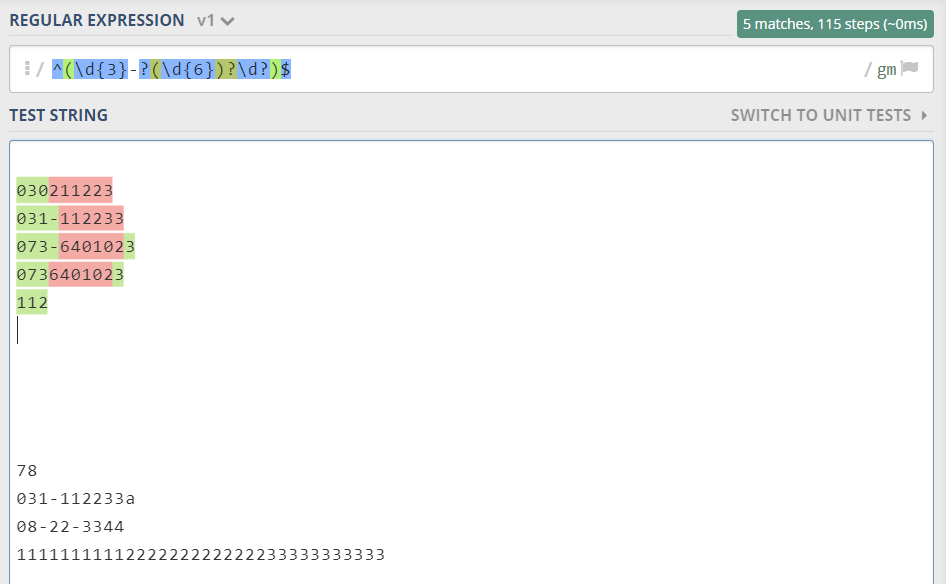 REGULAR EXPRESSION v1
5 matches, 115 steps (~0ms)
/ ^(\d{3}-?(\d{6})?\d?)$ / gm
TEST STRING
SWITCH TO UNIT TESTS
030211223
031-112233
073-6401023
0736401023
112
78
031-112233a
08-22-3344
1111111111222222222222233333333333